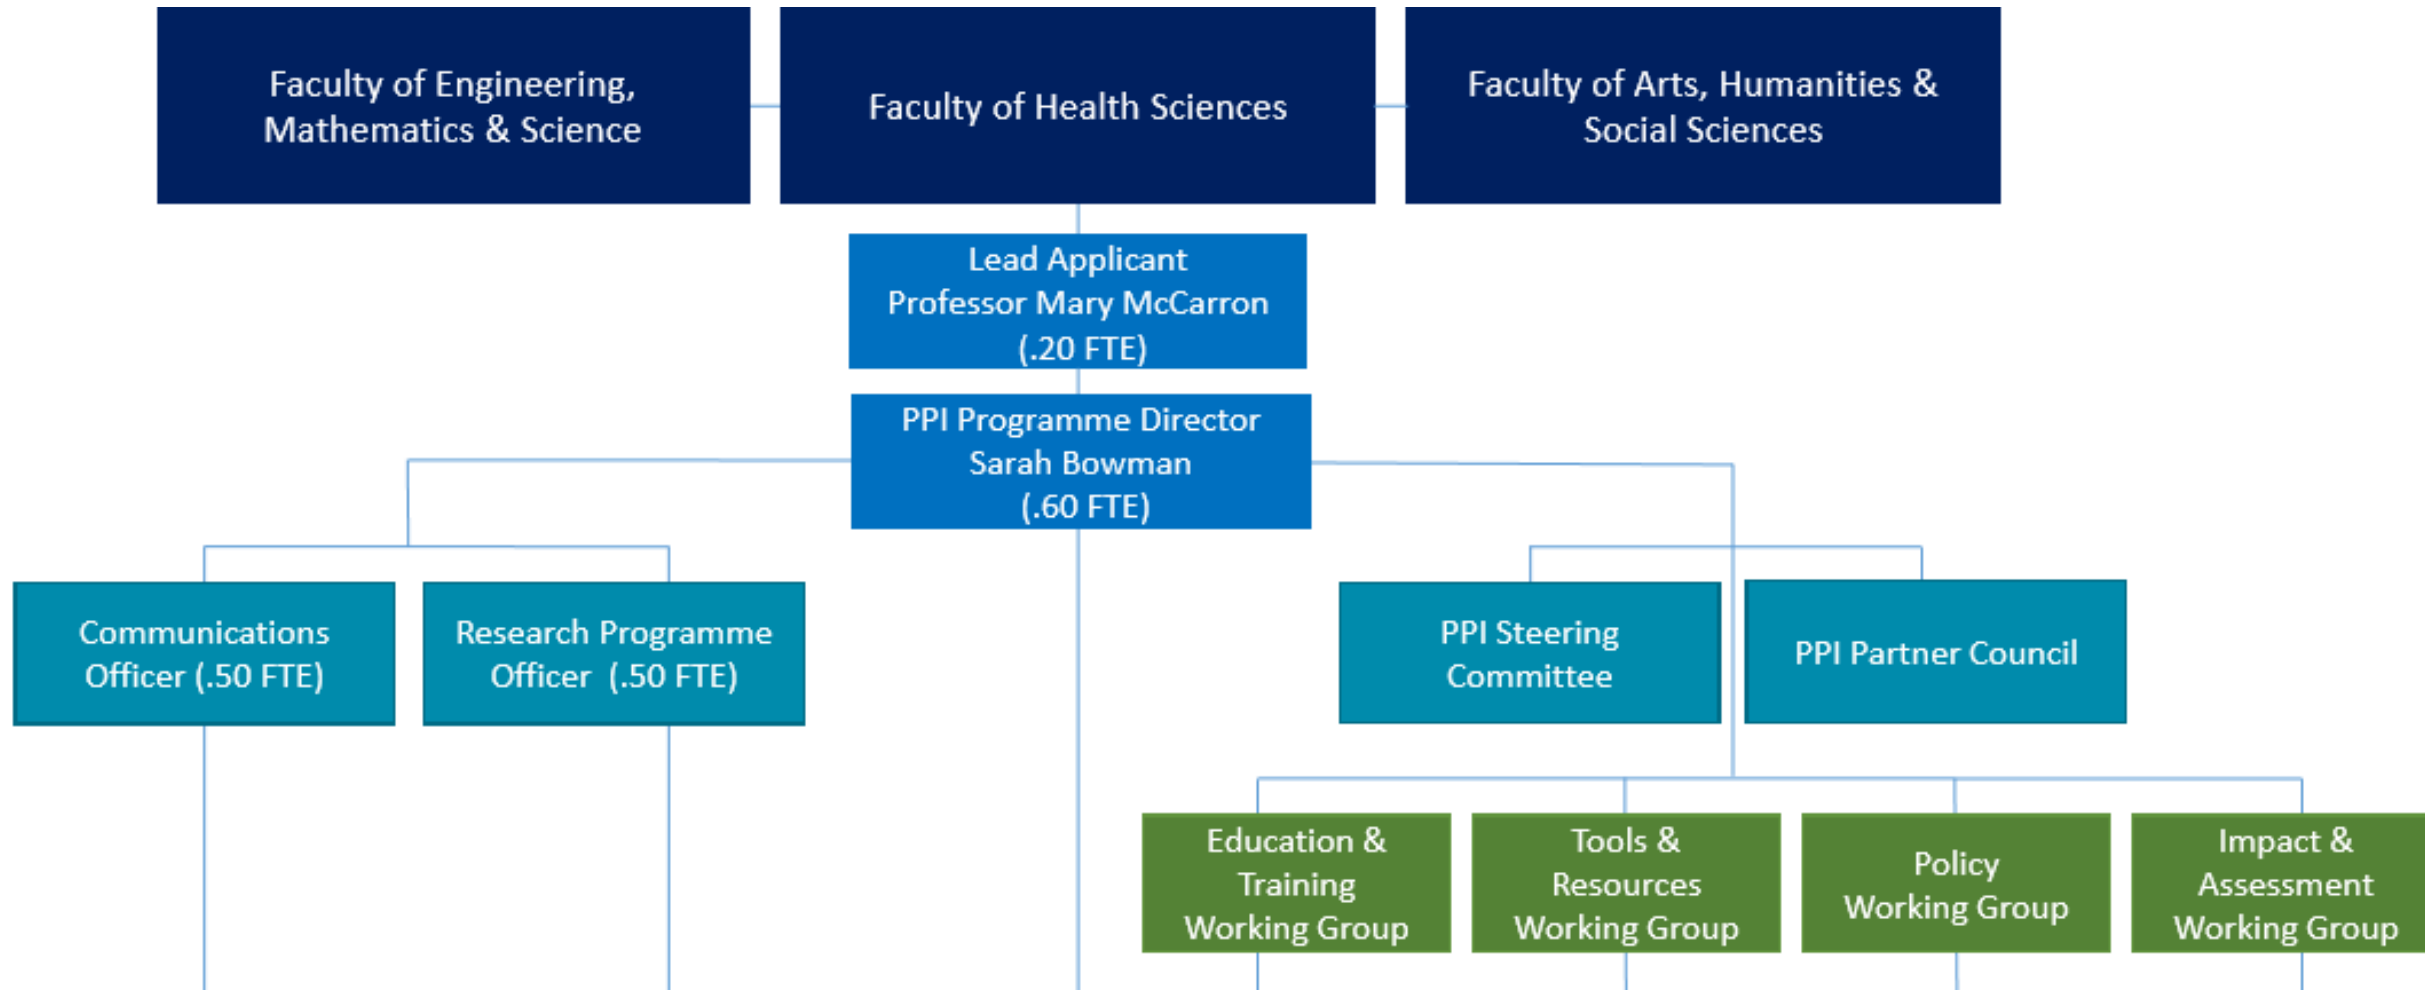 Faculty of Engineering,
Mathematics & Science
Faculty of Health Sciences
Faculty of Arts, Humanities &
Social Sciences
Lead Applicant
Professor Mary McCarron
(.20 FTE)
PPI Programme Director
Sarah Bowman
(.60 FTE)
Communications
Officer (.50 FTE)
Research Programme
Officer (.50 FTE)
PPI Steering
Committee
PPI Partner Council
Education &
Training
Working Group
Tools &
Resources
Working Group
Policy
Working Group
Impact &
Assessment
Working Group